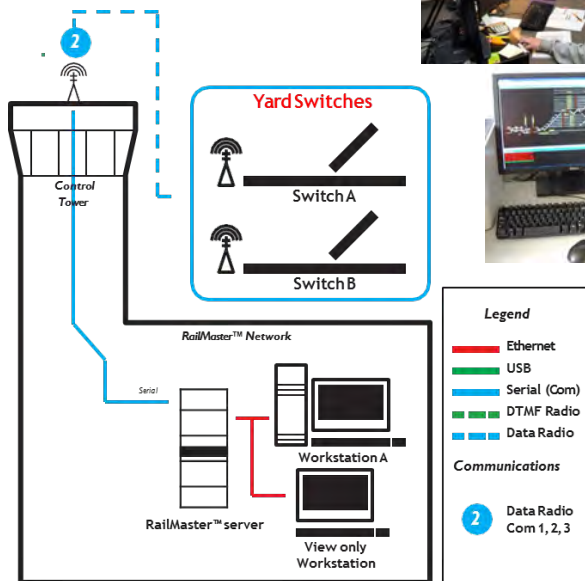 2
Yard Switches
Control
Tower
Switch A
Switch B
RailMaster™ Network
Serial
Workstation A
RailMaster™ server
View only
Workstation
Legend
Ethernet
USB
Serial (Com)
DTMF Radio
Data Radio
Communications
2
Data Radio
Com 1, 2, 3